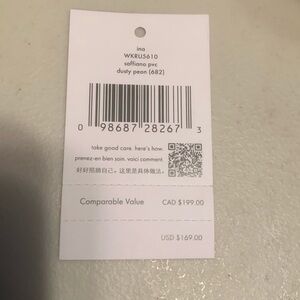 ina
WKRU5610
saffiano pvc
dusty peon (682)
0 98687 28267 3
take good care. here's how.
prenez-en bien soin. voici comment
好好照顧自己。这里是具体做法。
Comparable Value CAD $199.00
USD $169.00